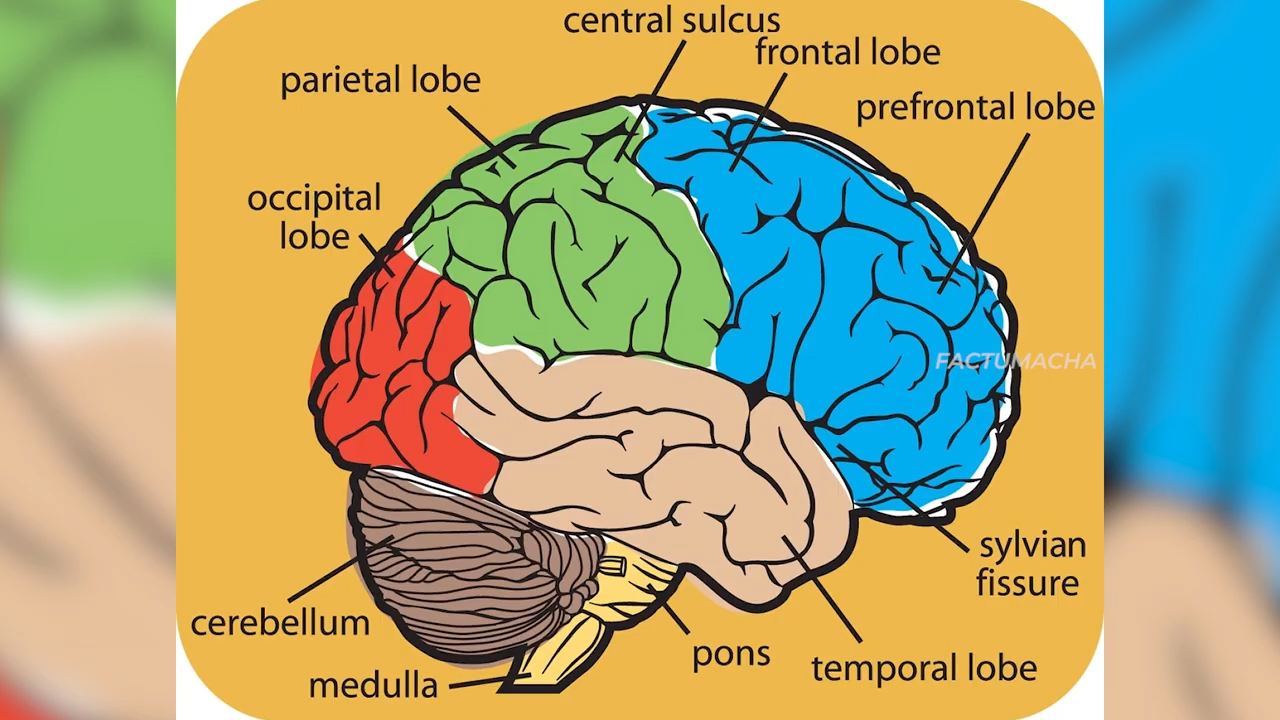 central sulcus
frontal lobe
parietal lobe
prefrontal lobe
occipital
lobe
FACTUMACHA
sylvian
fissure
cerebellum
pons
temporal lobe
medulla